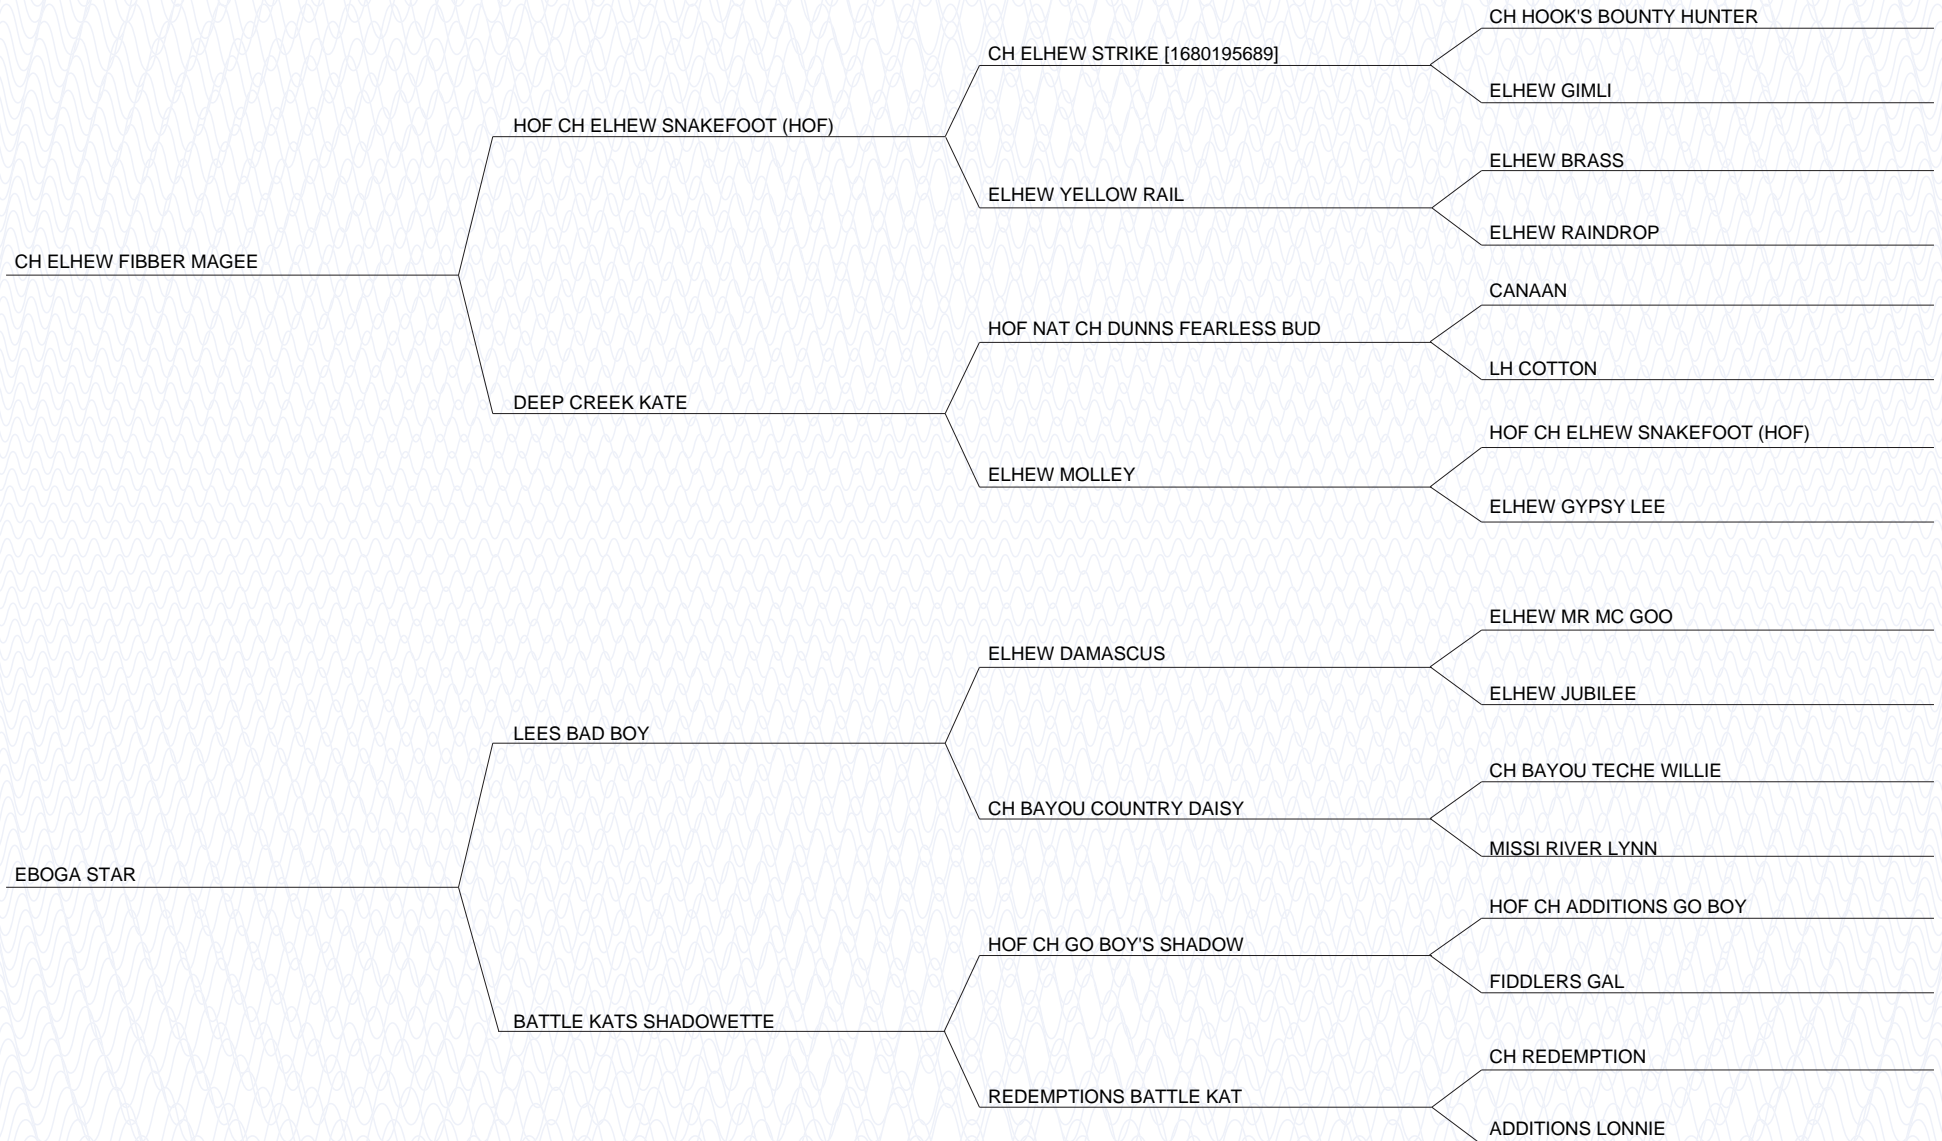 CH ELHEW FIBBER MAGEE
HOF CH ELHEW SNAKEFOOT (HOF)
CH ELHEW STRIKE [1680195689]
CH HOOK'S BOUNTY HUNTER
ELHEW GIMLI
ELHEW YELLOW RAIL
ELHEW BRASS
ELHEW RAINDROP
DEEP CREEK KATE
HOF NAT CH DUNNS FEARLESS BUD
CANAAN
LH COTTON
ELHEW MOLLEY
HOF CH ELHEW SNAKEFOOT (HOF)
ELHEW GYPSY LEE
EBOGA STAR
LEES BAD BOY
ELHEW DAMASCUS
ELHEW MR MC GOO
ELHEW JUBILEE
CH BAYOU COUNTRY DAISY
CH BAYOU TECHE WILLIE
MISSI RIVER LYNN
BATTLE KATS SHADOWETTE
HOF CH GO BOY'S SHADOW
HOF CH ADDITIONS GO BOY
FIDDLERS GAL
REDEMPTIONS BATTLE KAT
CH REDEMPTION
ADDITIONS LONNIE